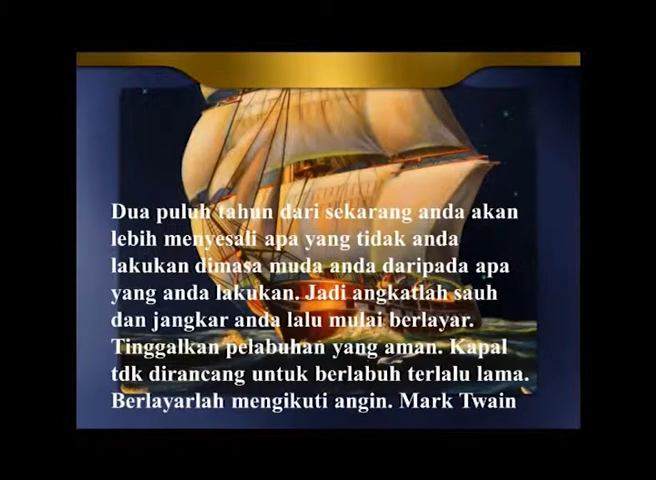 Dua puluh tahun dari sekarang anda akan
lebih menyesali apa yang tidak anda
lakukan dimasa muda anda daripada apa
yang anda lakukan. Jadi angkatlah sauh
dan jangkar anda lalu mulai berlayar.
Tinggalkan pelabuhan yang aman. Kapal
tdk dirancang untuk berlabuh terlalu lama.
Berlayarlah mengikuti angin. Mark Twain